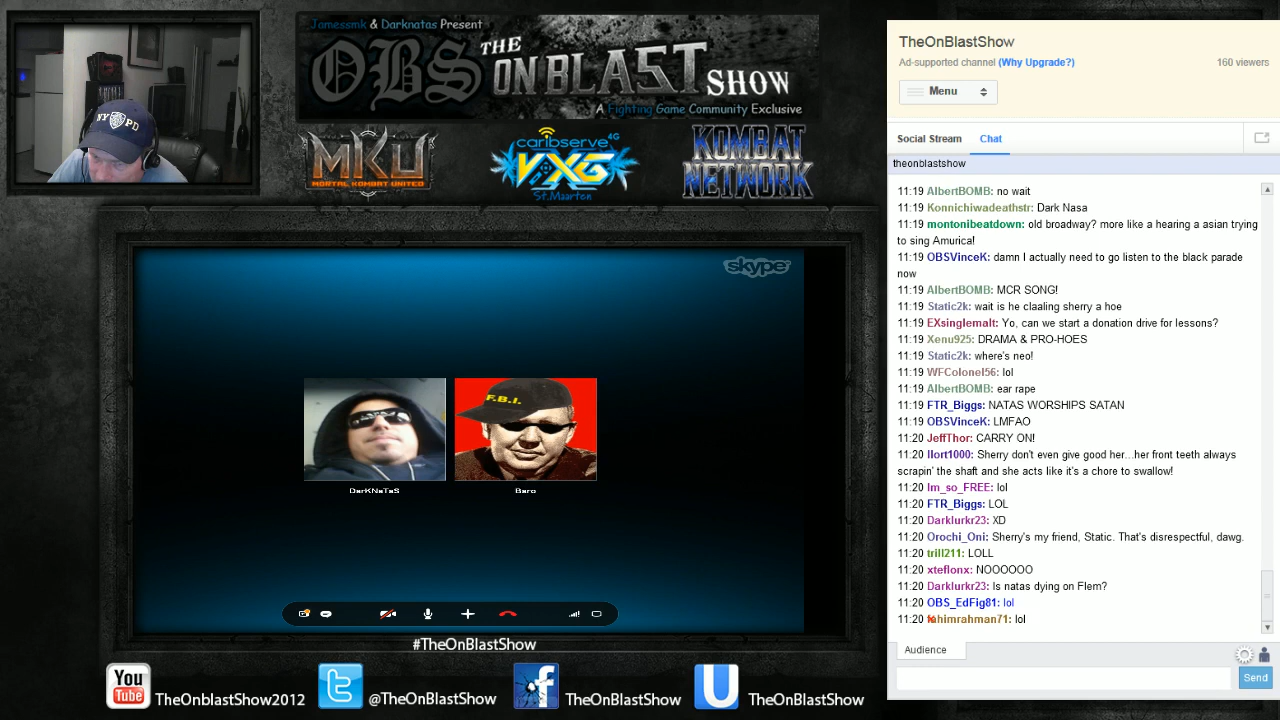 Jamessmk & Darknatas Present
OBS THE ON BLAST SHOW
A Fighting Game Community Exclusive
NYPD
MKU
MORTAL KOMBAT UNITED
caribserve 4G
VXG
St.Maarten
KOMBAT
NETWORK
skype
F.B.I.
DarKNaTaS
Baro
#TheOnBlastShow
You Tube TheOnblastShow2012
t @TheOnBlastShow
f TheOnBlastShow
U TheOnBlastShow
TheOnBlastShow
Ad-supported channel (Why Upgrade?) 160 viewers
Menu
Social Stream Chat
theonblastshow
11:19 AlbertBOMB: no wait
11:19 Konnichiwadeathstr: Dark Nasa
11:19 montonibeatdown: old broadway? more like a hearing a asian trying
to sing Amurica!
11:19 OBSVinceK: damn I actually need to go listen to the black parade
now
11:19 AlbertBOMB: MCR SONG!
11:19 Static2k: wait is he claaling sherry a hoe
11:19 EXsinglemalt: Yo, can we start a donation drive for lessons?
11:19 Xenu925: DRAMA & PRO-HOES
11:19 Static2k: where's neo!
11:19 WFColonel56: lol
11:19 AlbertBOMB: ear rape
11:19 FTR_Biggs: NATAS WORSHIPS SATAN
11:19 OBSVinceK: LMFAO
11:20 JeffThor: CARRY ON!
11:20 llort1000: Sherry don't even give good her...her front teeth always
scrapin' the shaft and she acts like it's a chore to swallow!
11:20 Im_so_FREE: lol
11:20 FTR_Biggs: LOL
11:20 Darklurkr23: XD
11:20 Orochi_Oni: Sherry's my friend, Static. That's disrespectful, dawg.
11:20 trill211: LOLL
11:20 xteflonx: NOOOOOO
11:20 Darklurkr23: Is natas dying on Flem?
11:20 OBS_EdFig81: lol
11:20 fahimrahman71: lol
Audience
Send